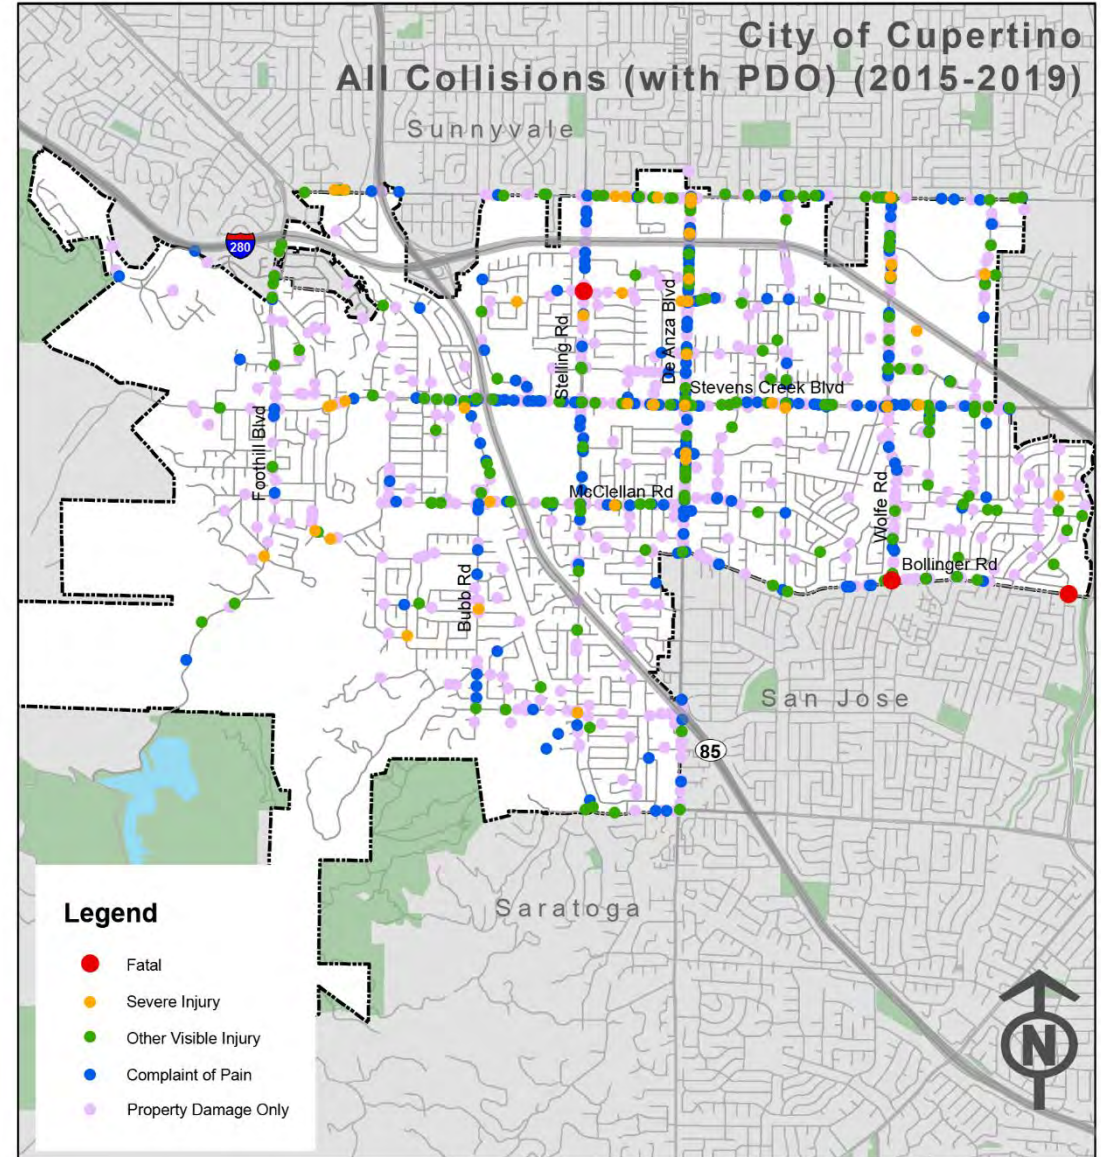 City of Cupertino
All Collisions (with PDO) (2015-2019)
Sunnyvale
280
Stelling Rd
De Anza Blvd
Stevens Creek Blvd
Foothill Blvd
McClellan Rd
Wolfe Rd
Bollinger Rd
Bubb Rd
San Jose
85
Saratoga
Legend
Fatal
Severe Injury
Other Visible Injury
Complaint of Pain
Property Damage Only
N